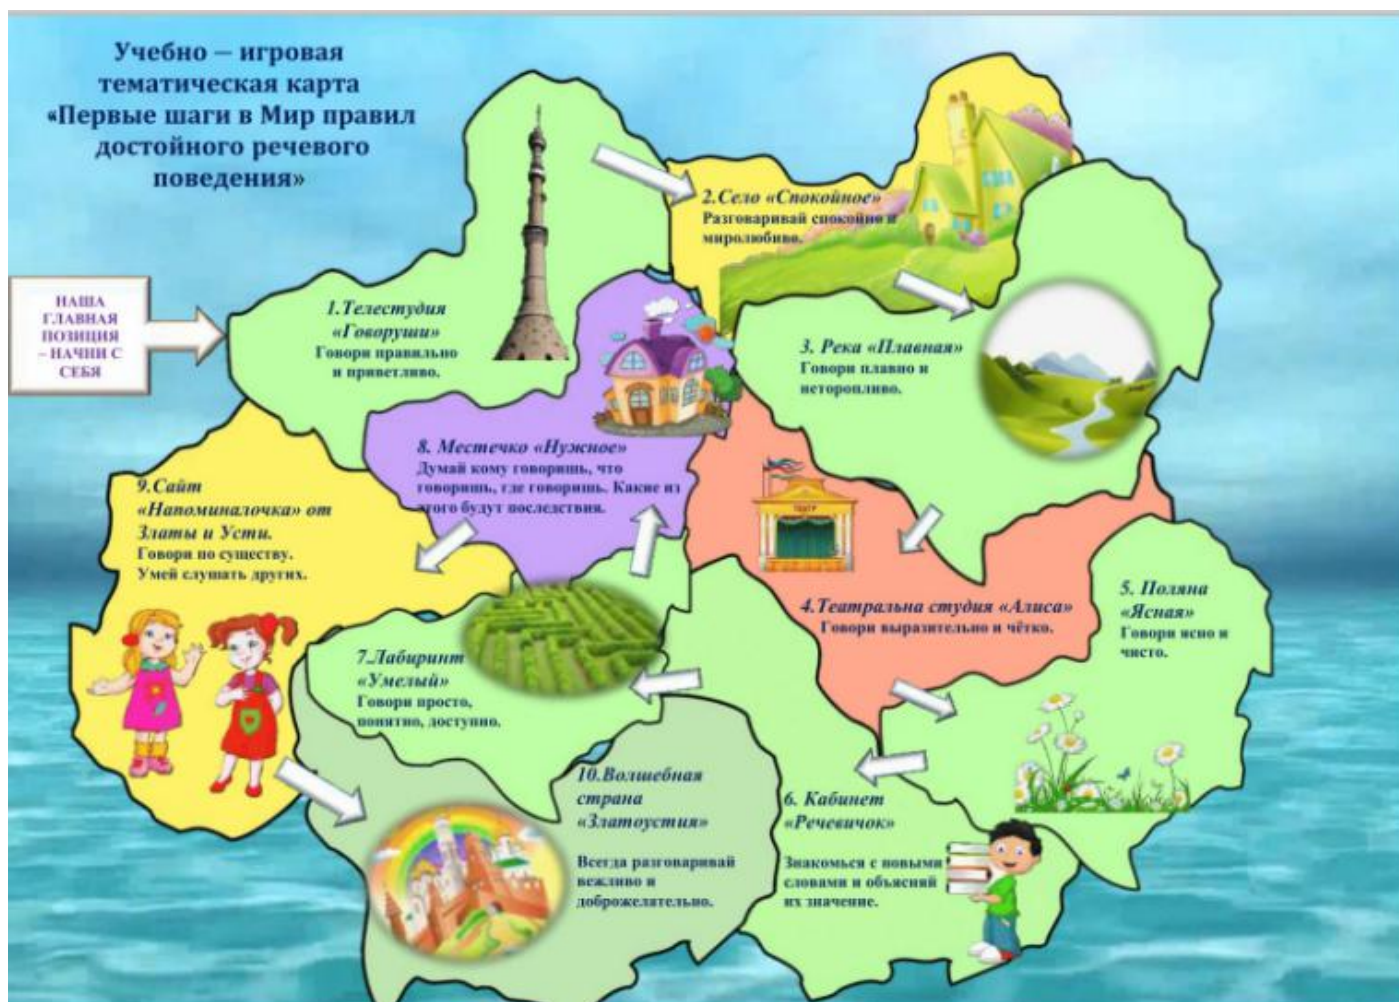 Учебно – игровая
тематическая карта
«Первые шаги в Мир правил
достойного речевого
поведения»
НАША
ГЛАВНАЯ
ПОЗИЦИЯ
– НАЧНИ С
СЕБЯ
1.Телестудия
«Говоруши»
Говори правильно
и приветливо.
2.Село «Спокойное»
Разговаривай спокойно и
миролюбиво.
3. Река «Плавная»
Говори плавно и
неторопливо.
4.Театральна студия «Алиса»
Говори выразительно и чётко.
ТЕАТР
5. Поляна
«Ясная»
Говори ясно и
чисто.
6. Кабинет
«Речевичок»
Знакомься с новыми
словами и объясняй
их значение.
7.Лабиринт
«Умелый»
Говори просто,
понятно, доступно.
8. Местечко «Нужное»
Думай кому говоришь, что
говоришь, где говоришь. Какие из
этого будут последствия.
9.Сайт
«Напоминалочка» от
Златы и Усти.
Говори по существу.
Умей слушать других.
10.Волшебная
страна
«Златоустия»
Всегда разговаривай
вежливо и
доброжелательно.